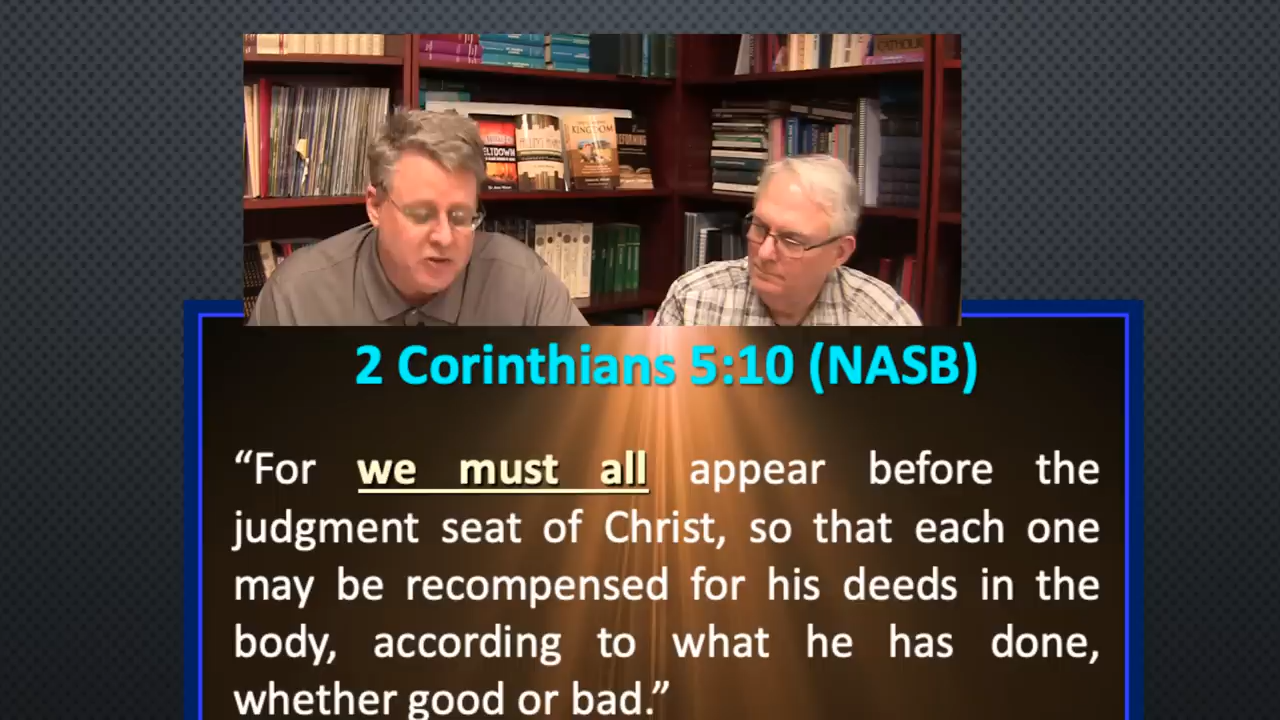 CATHOLIC
KINGDOM
2 Corinthians 5:10 (NASB)
“For we must all appear before the
judgment seat of Christ, so that each one
may be recompensed for his deeds in the
body, according to what he has done,
whether good or bad.”